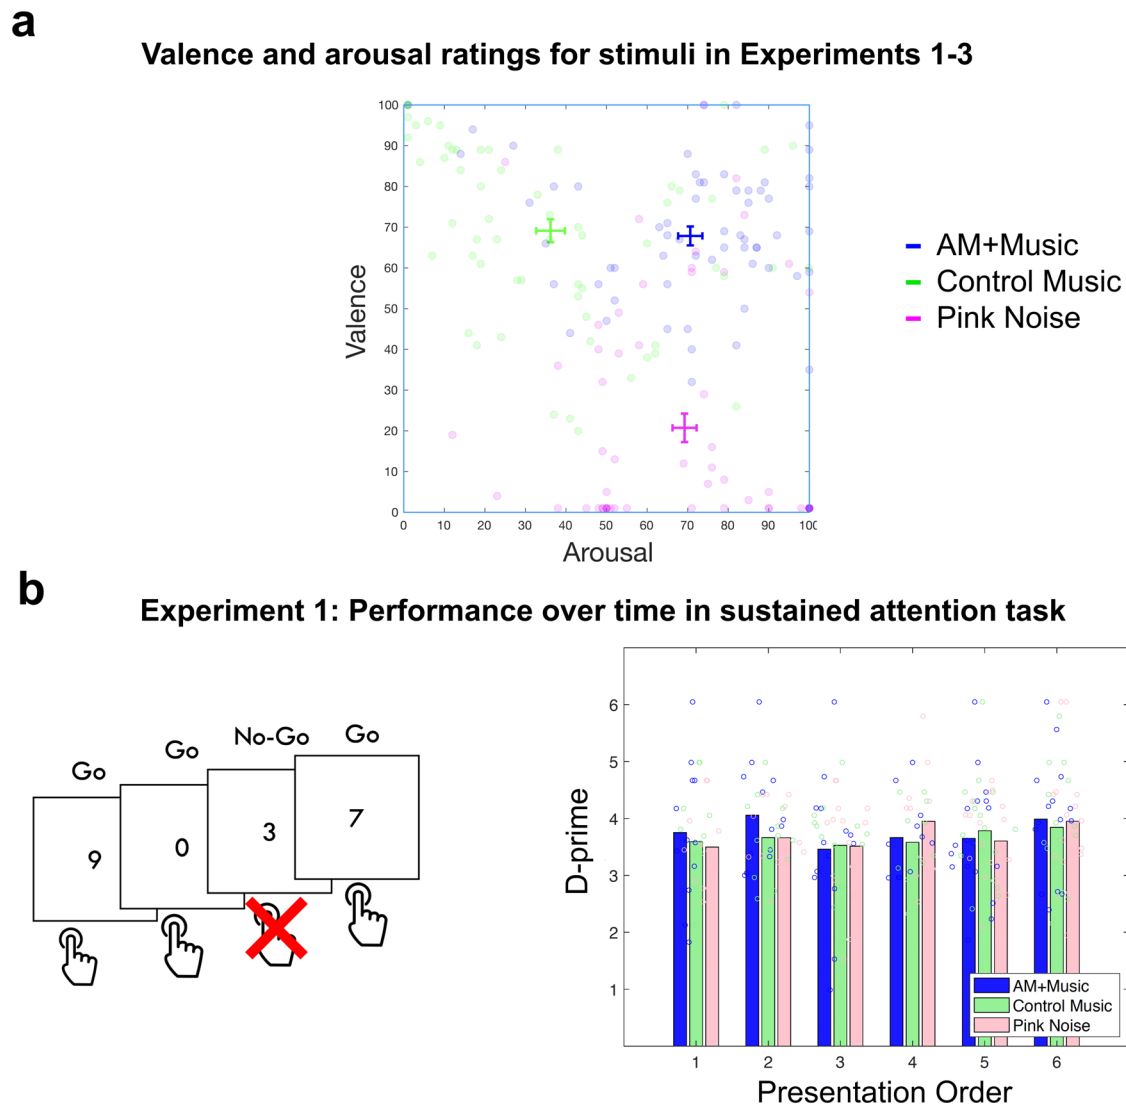 a
Valence and arousal ratings for stimuli in Experiments 1-3
100
90
80
70
60
50
40
30
20
10
0
Valence
0 10 20 30 40 50 60 70 80 90 100
Arousal
AM+Music
Control Music
Pink Noise
b
Experiment 1: Performance over time in sustained attention task
Go
Go
No-Go
Go
9
0
3
7
6
5
4
3
2
1
D-prime
AM+Music
Control Music
Pink Noise
1 2 3 4 5 6
Presentation Order